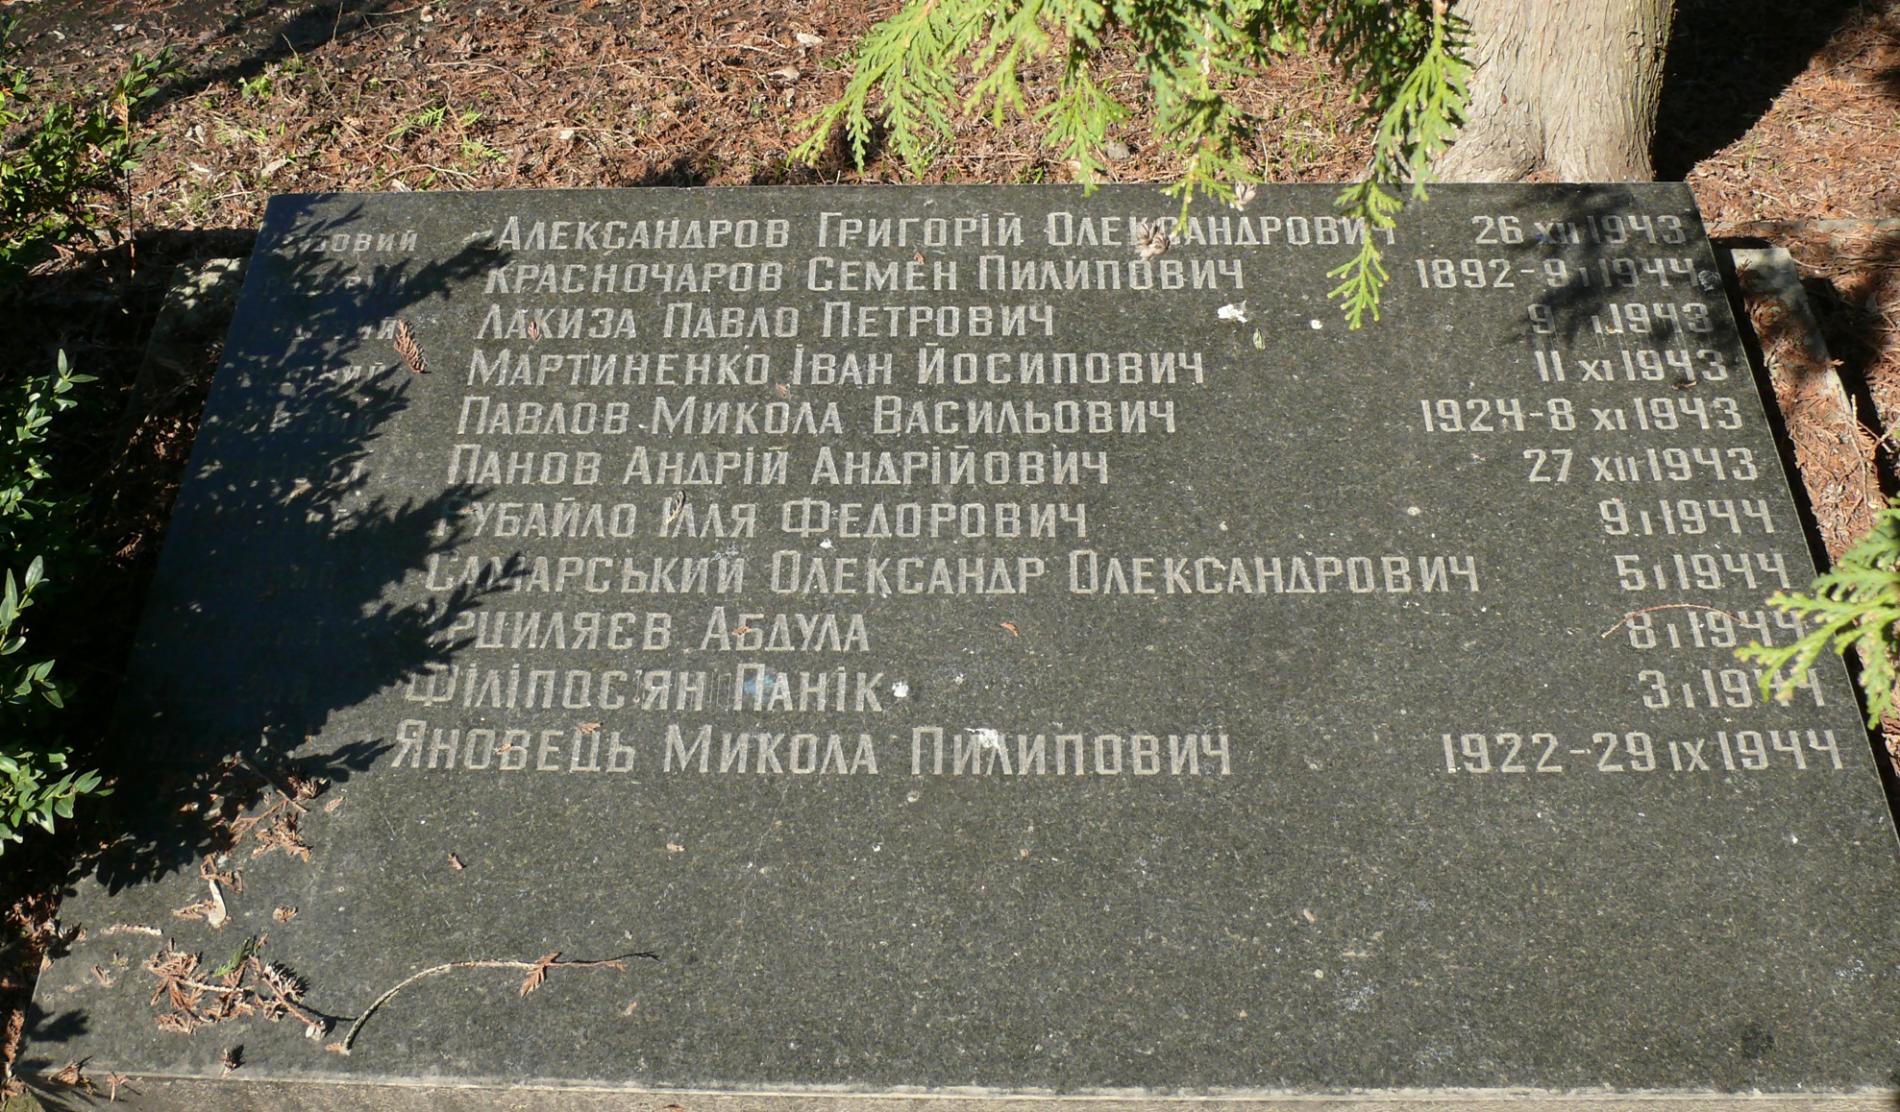 Александров Григорій Олександрович 26 XII 1943
Красночаров Семен Пилипович 1892-9 I 1944
Лакиза Павло Петрович 9 I 1943
Мартиненко Іван Йосипович 11 XI 1943
Павлов Микола Васильович 1924-8 XI 1943
Панов Андрій Андрійович 27 XII 1943
Рубайло Ілля Федорович 9 I 1944
Самарський Олександр Олександрович 5 I 1944
Абдула 8 I 1944
Філіпос'ян Панік 3 I 1944
Яновець Микола Пилипович 1922-29 IX 1944